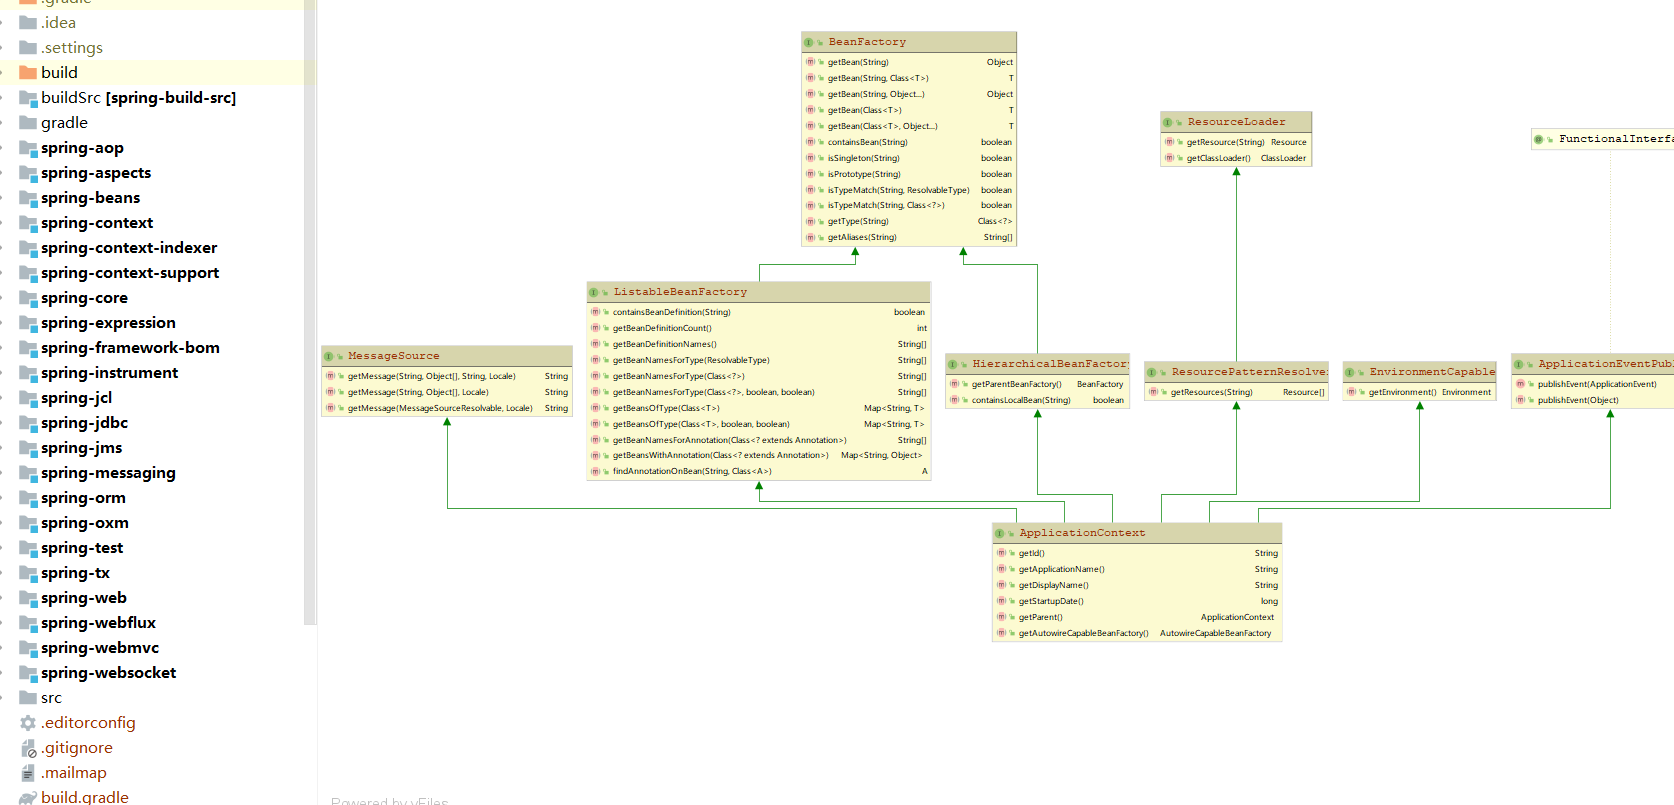 .gradle
.idea
.settings
build
buildSrc [spring-build-src]
gradle
spring-aop
spring-aspects
spring-beans
spring-context
spring-context-indexer
spring-context-support
spring-core
spring-expression
spring-framework-bom
spring-instrument
spring-jcl
spring-jdbc
spring-jms
spring-messaging
spring-orm
spring-oxm
spring-test
spring-tx
spring-web
spring-webflux
spring-webmvc
spring-websocket
src
.editorconfig
.gitignore
.mailmap
build.gradle
BeanFactory
getBean(String) Object
getBean(String, Class<T>) T
getBean(String, Object...) Object
getBean(Class<T>) T
getBean(Class<T>, Object...) T
containsBean(String) boolean
isSingleton(String) boolean
isPrototype(String) boolean
isTypeMatch(String, ResolvableType) boolean
isTypeMatch(String, Class<?>) boolean
getType(String) Class<?>
getAliases(String) String[]
ResourceLoader
getResource(String) Resource
getClassLoader() ClassLoader
FunctionalInterfa
ListableBeanFactory
containsBeanDefinition(String) boolean
getBeanDefinitionCount() int
getBeanDefinitionNames() String[]
getBeanNamesForType(ResolvableType) String[]
getBeanNamesForType(Class<?>) String[]
getBeanNamesForType(Class<?>, boolean, boolean) String[]
getBeansOfType(Class<T>) Map<String, T>
getBeansOfType(Class<T>, boolean, boolean) Map<String, T>
getBeanNamesForAnnotation(Class<? extends Annotation>) String[]
getBeansWithAnnotation(Class<? extends Annotation>) Map<String, Object>
findAnnotationOnBean(String, Class<A>) A
MessageSource
getMessage(String, Object[], String, Locale) String
getMessage(String, Object[], Locale) String
getMessage(MessageSourceResolvable, Locale) String
HierarchicalBeanFactory
getParentBeanFactory() BeanFactory
containsLocalBean(String) boolean
ResourcePatternResolver
getResources(String) Resource[]
EnvironmentCapable
getEnvironment() Environment
ApplicationEventPubl
publishEvent(ApplicationEvent)
publishEvent(Object)
ApplicationContext
getId() String
getApplicationName() String
getDisplayName() String
getStartupDate() long
getParent() ApplicationContext
getAutowireCapableBeanFactory() AutowireCapableBeanFactory
Powered by yFiles